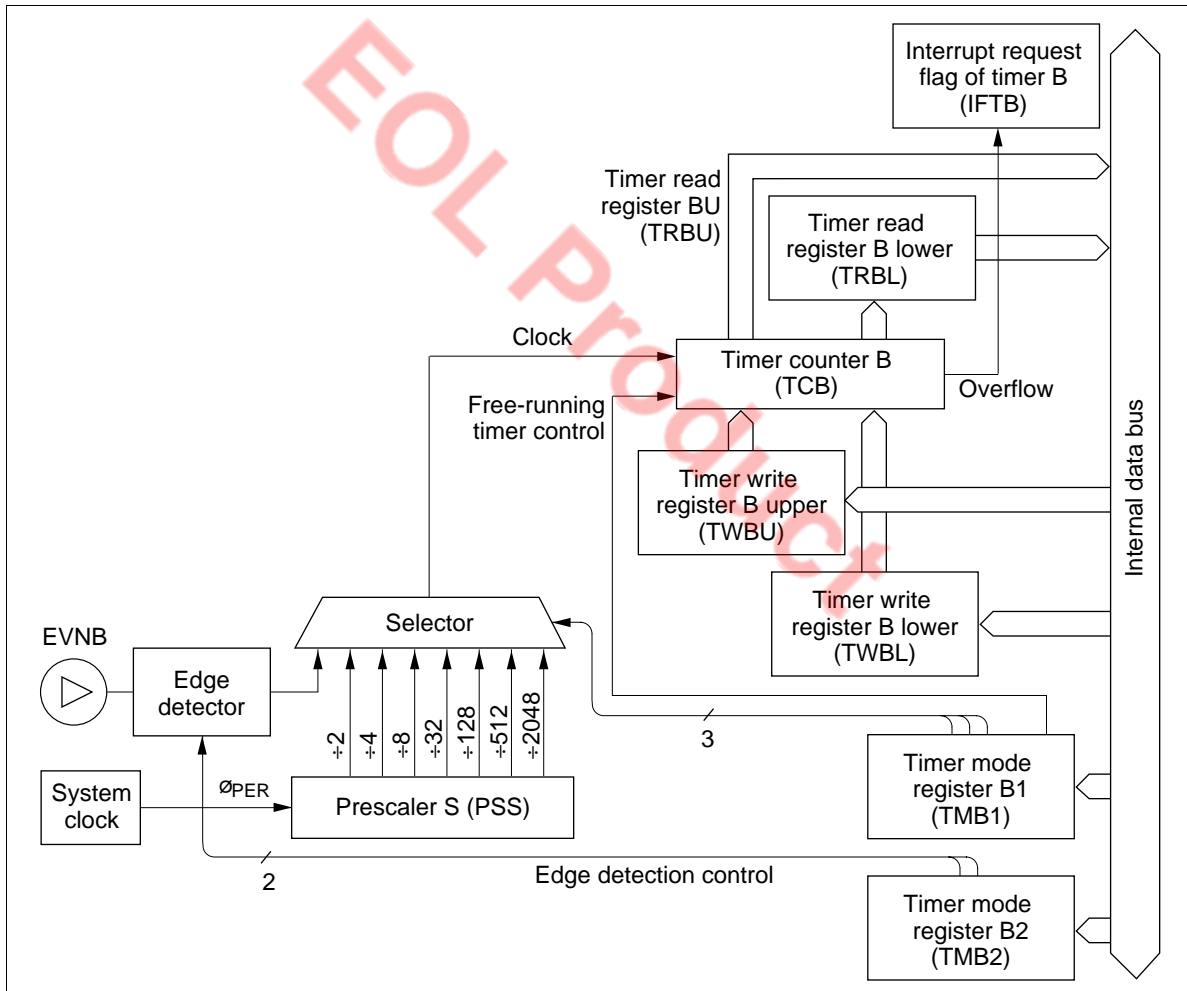 Interrupt request
flag of timer B
(IFTB)
Timer read
register BU
(TRBU)
Timer read
register B lower
(TRBL)
Clock
Timer counter B
(TCB)
Overflow
Free-running
timer control
Timer write
register B upper
(TWBU)
Internal data bus
Timer write
register B lower
(TWBL)
Selector
EVNB
Edge
detector
÷2
÷4
÷8
÷32
÷128
÷512
÷2048
3
System
clock
ØPER
Prescaler S (PSS)
Timer mode
register B1
(TMB1)
2
Edge detection control
Timer mode
register B2
(TMB2)
EOL Product